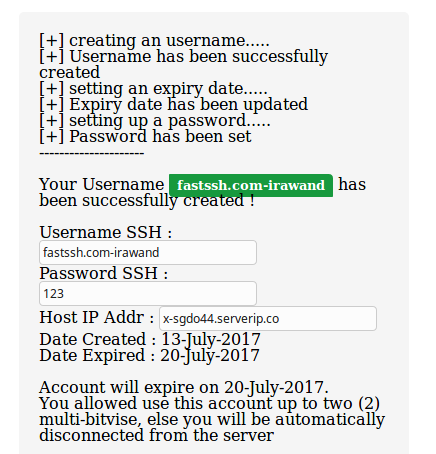 [+] creating an username.....
[+] Username has been successfully
created
[+] setting an expiry date.....
[+] Expiry date has been updated
[+] setting up a password.....
[+] Password has been set
---------------------
Your Username fastssh.com-irawand has
been successfully created !
Username SSH :
fastssh.com-irawand
Password SSH :
123
Host IP Addr : x-sgdo44.serverip.co
Date Created : 13-July-2017
Date Expired : 20-July-2017
Account will expire on 20-July-2017.
You allowed use this account up to two (2)
multi-bitvise, else you will be automatically
disconnected from the server